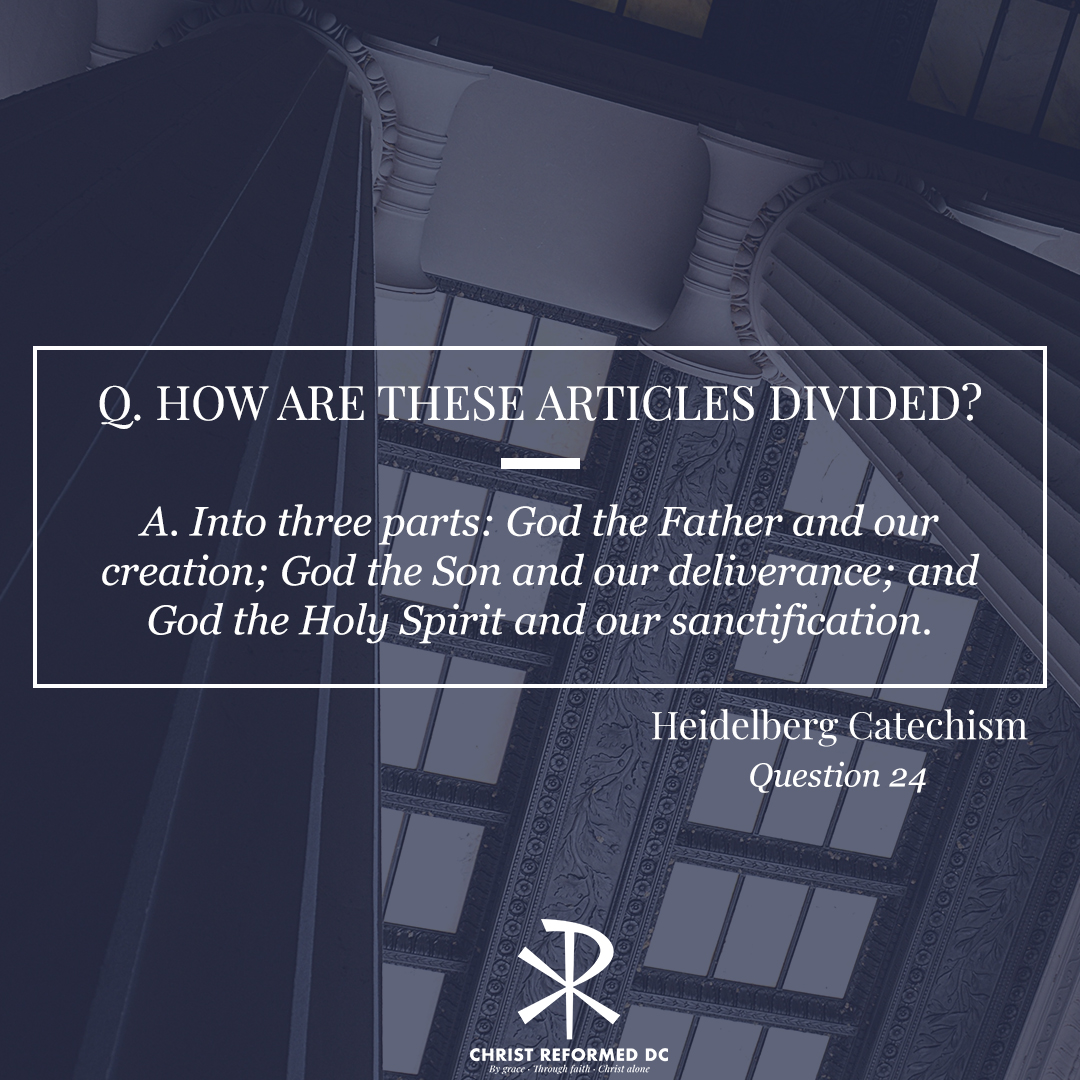 Q. HOW ARE THESE ARTICLES DIVIDED?
A. Into three parts: God the Father and our
creation; God the Son and our deliverance; and
God the Holy Spirit and our sanctification.
Heidelberg Catechism
Question 24
CHRIST REFORMED DC
By grace · Through faith · Christ alone